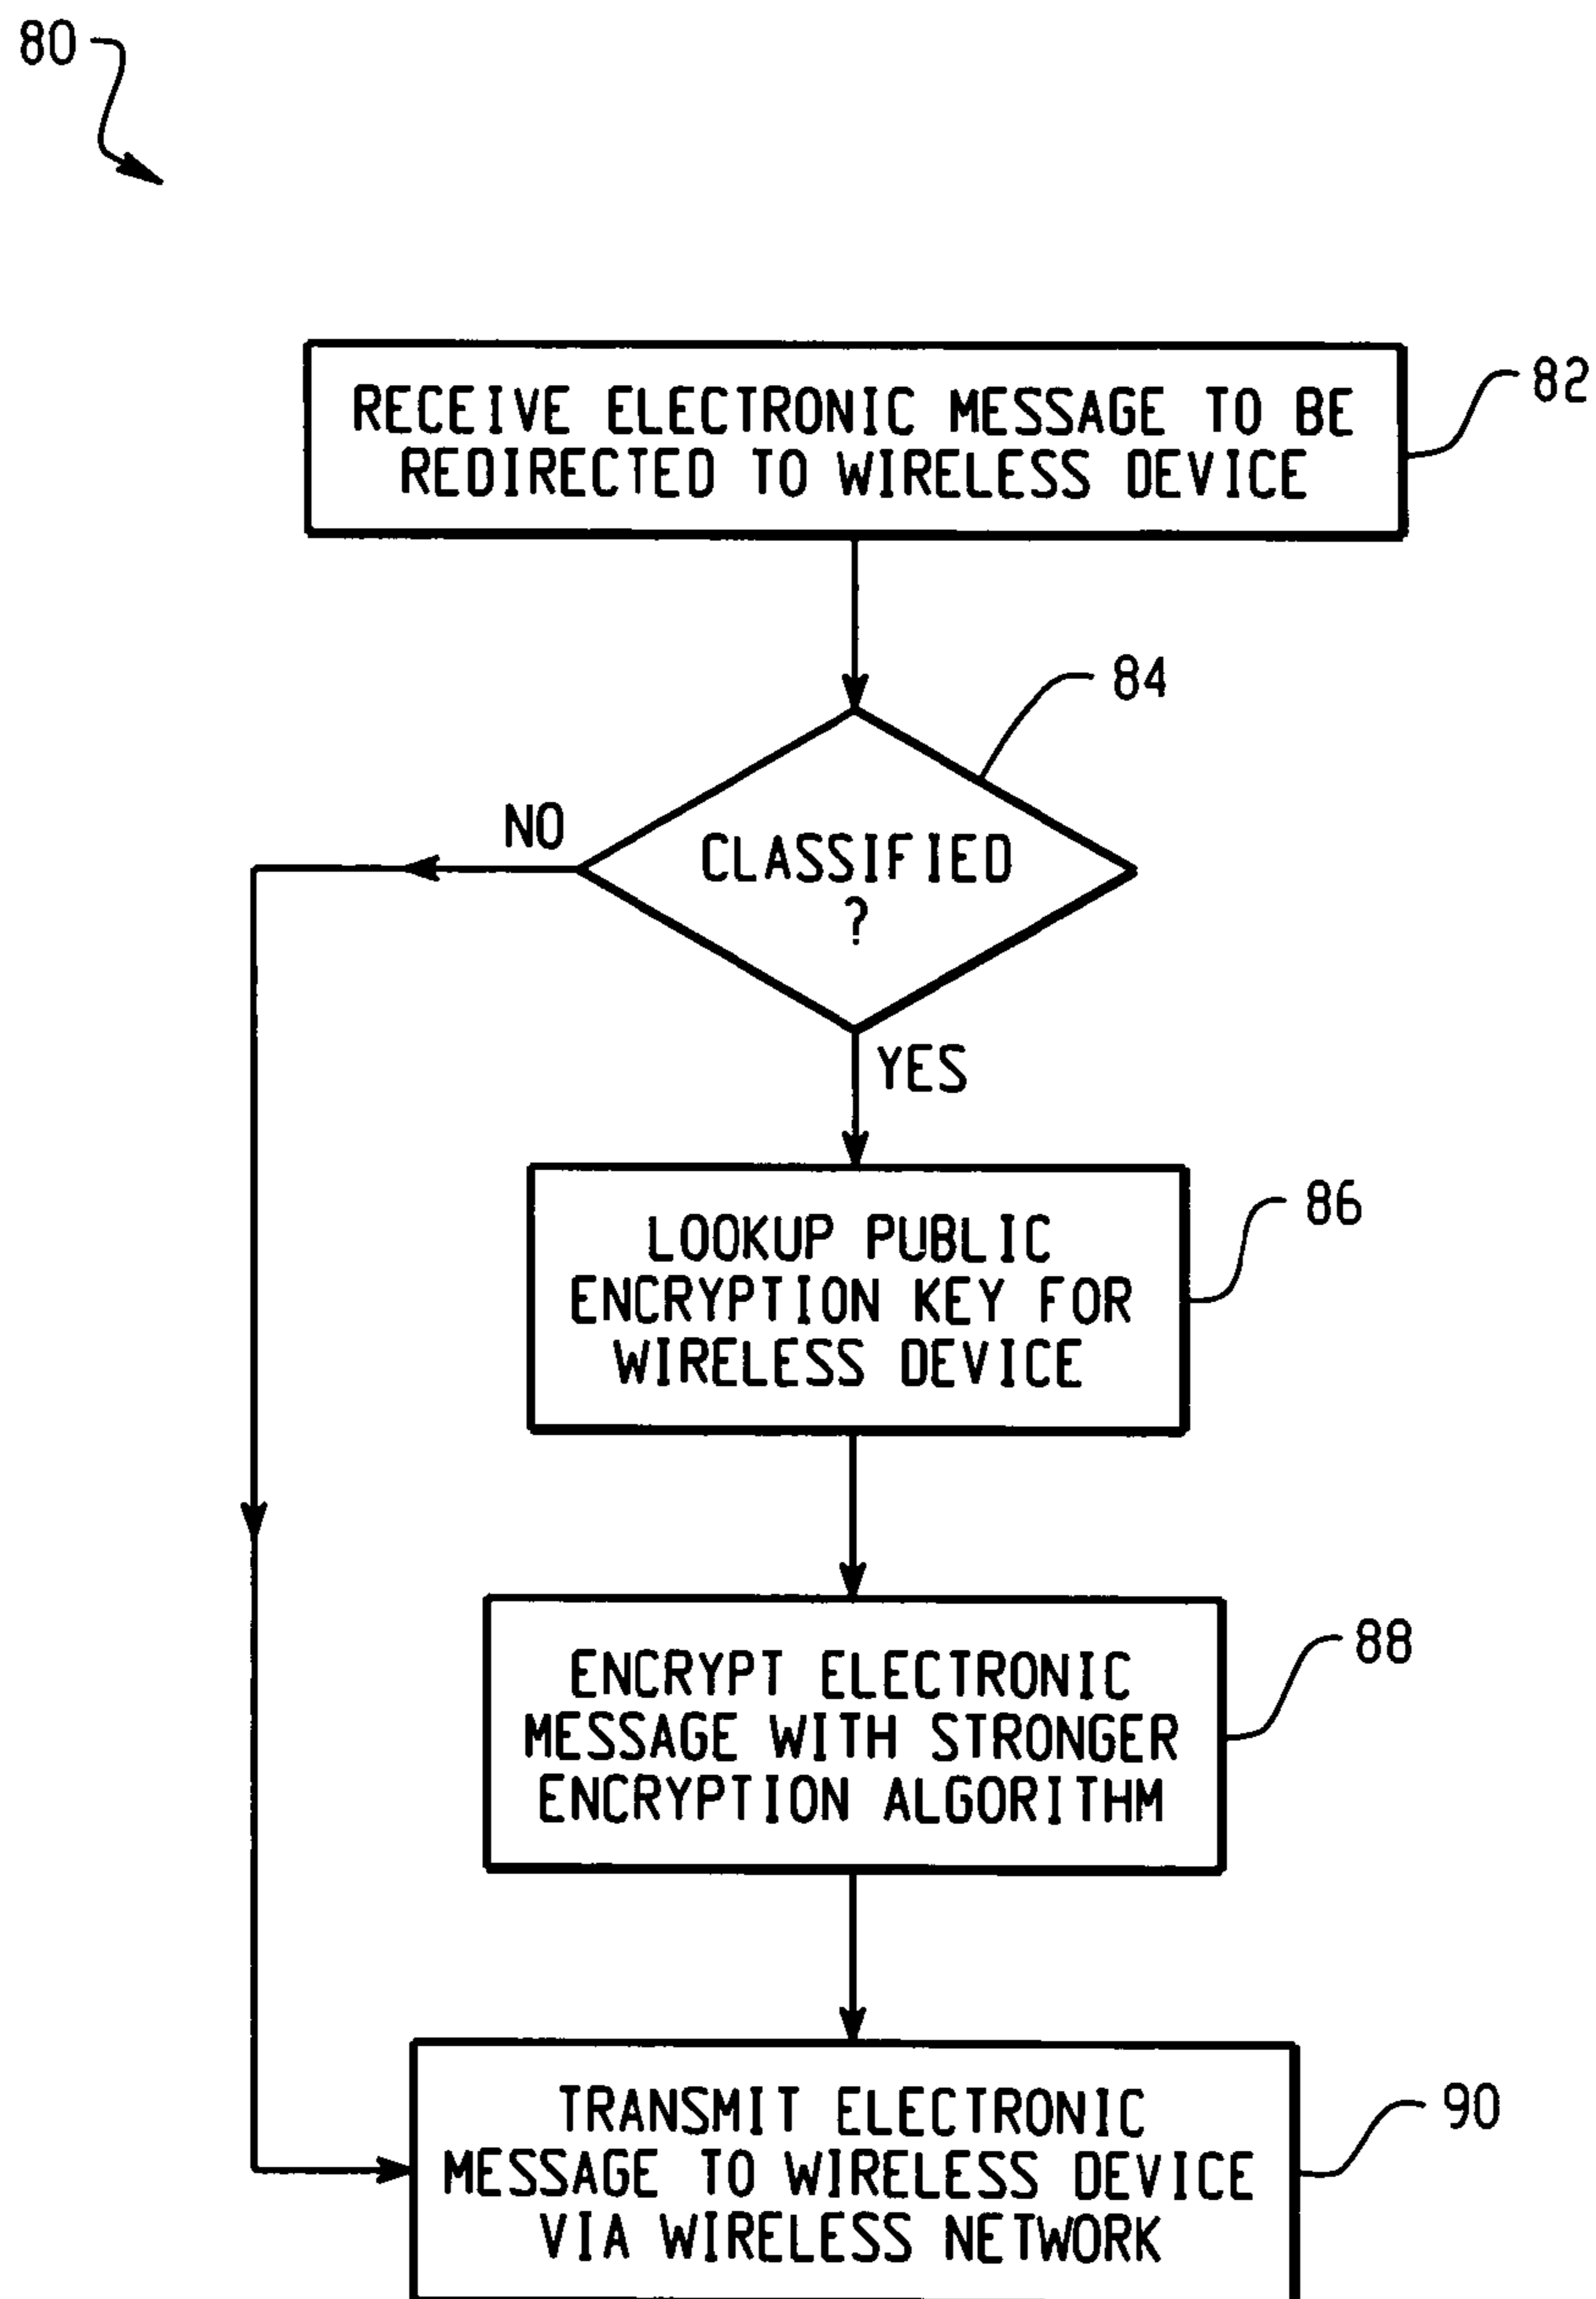 80
RECEIVE ELECTRONIC MESSAGE TO BE
REDIRECTED TO WIRELESS DEVICE
82
84
NO
CLASSIFIED
?
YES
LOOKUP PUBLIC
ENCRYPTION KEY FOR
WIRELESS DEVICE
86
ENCRYPT ELECTRONIC
MESSAGE WITH STRONGER
ENCRYPTION ALGORITHM
88
TRANSMIT ELECTRONIC
MESSAGE TO WIRELESS DEVICE
VIA WIRELESS NETWORK
90